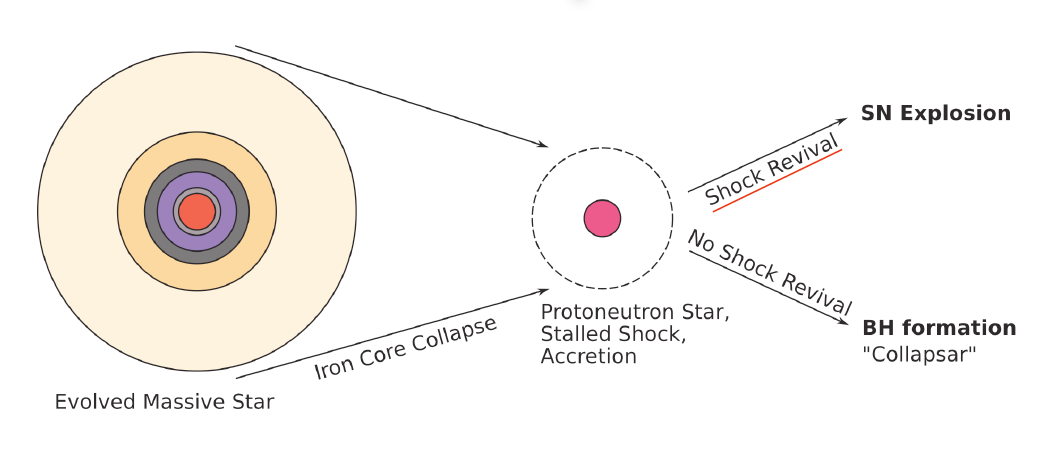 SN Explosion
Shock Revival
No Shock Revival
Protoneutron Star,
Stalled Shock,
Accretion
Iron Core Collapse
BH formation
"Collapsar"
Evolved Massive Star